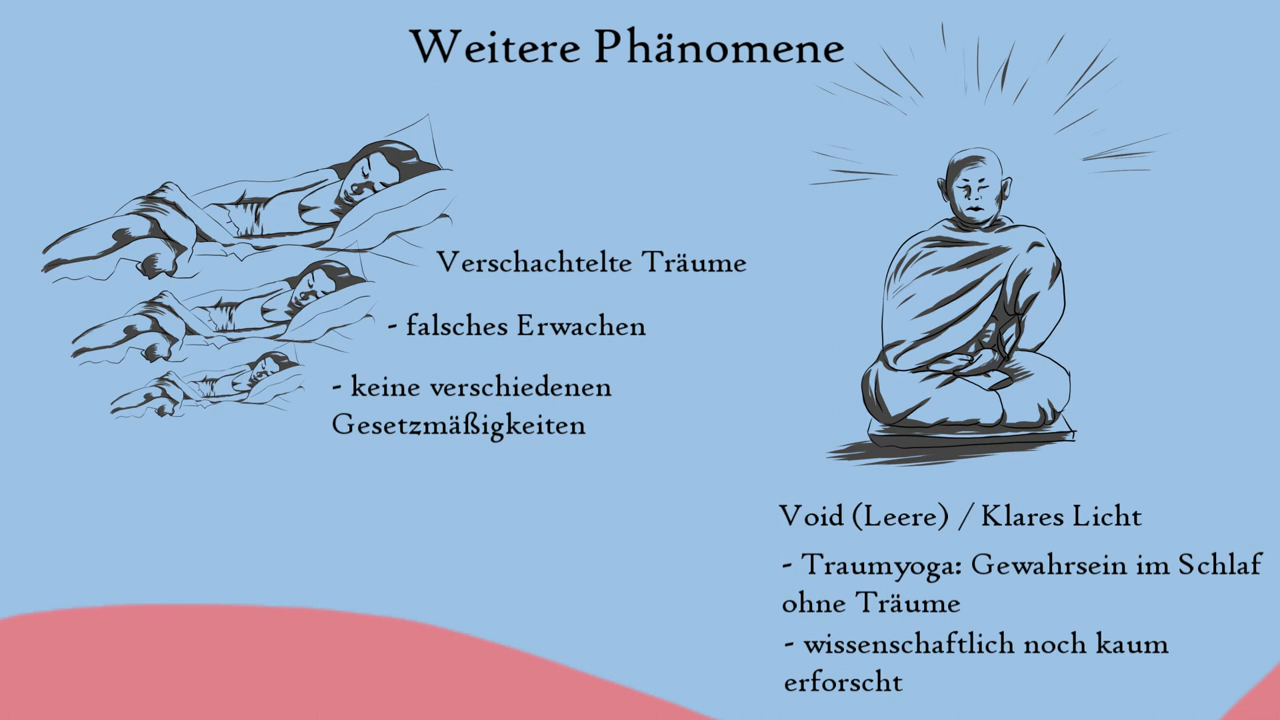 Weitere Phänomene
Verschachtelte Träume
- falsches Erwachen
- keine verschiedenen
Gesetzmäßigkeiten
Void (Leere) / Klares Licht
- Traumyoga: Gewahrsein im Schlaf
ohne Träume
- wissenschaftlich noch kaum
erforscht